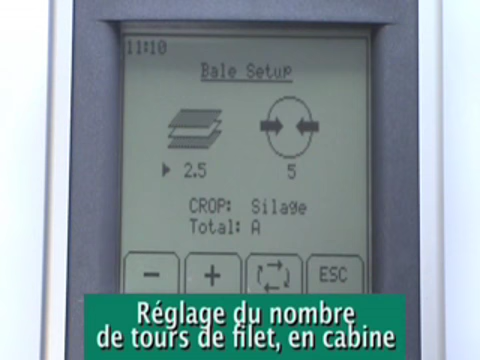 11:10
Bale Setup
2.5 5
CROP: Silage
Total: A
- + ESC
Réglage du nombre
de tours de filet, en cabine